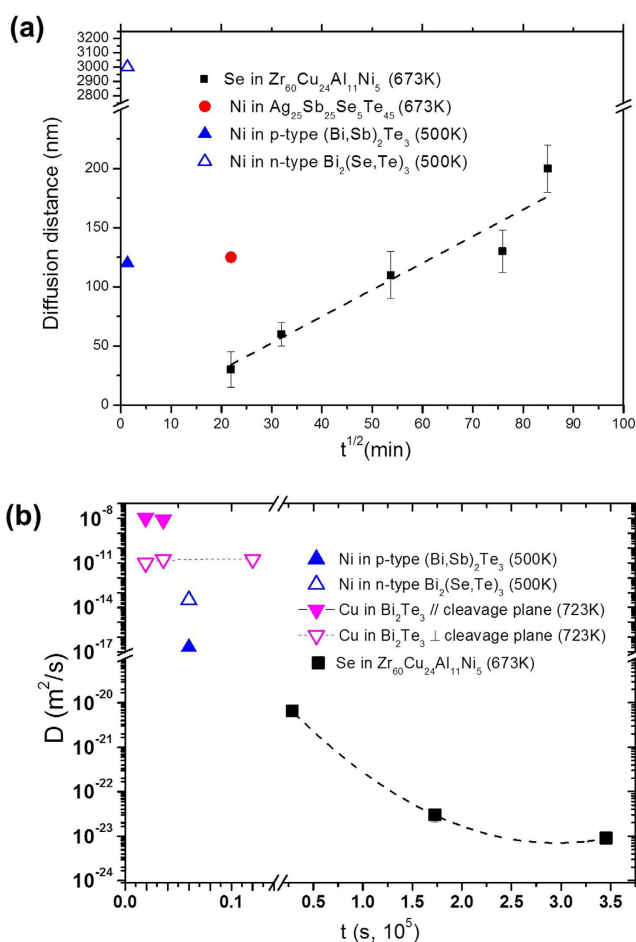 (a)
3100
3000
2900
200
150
100
50
0
Diffusion distance (nm)
Se in Zr₆₀Cu₂₄Al₁₁Ni₅ (673K)
Ni in Ag₂₅Sb₂₅Se₅Te₄₅ (673K)
Ni in p-type (Bi,Sb)₂Te₃ (500K)
Ni in n-type Bi₂(Se,Te)₃ (500K)
0 10 20 30 40 50 60 70 80 90 100
t¹/²(min)
(b)
10⁻⁸
10⁻¹¹
10⁻¹⁴
10⁻¹⁷
10⁻²⁰
10⁻²¹
10⁻²²
10⁻²³
10⁻²⁴
D (m²/s)
Ni in p-type (Bi,Sb)₂Te₃ (500K)
Ni in n-type Bi₂(Se,Te)₃ (500K)
Cu in Bi₂Te₃ // cleavage plane (723K)
Cu in Bi₂Te₃ ⊥ cleavage plane (723K)
Se in Zr₆₀Cu₂₄Al₁₁Ni₅ (673K)
0.0 0.1 0.5 1.0 1.5 2.0 2.5 3.0 3.5
t (s, 10⁵)